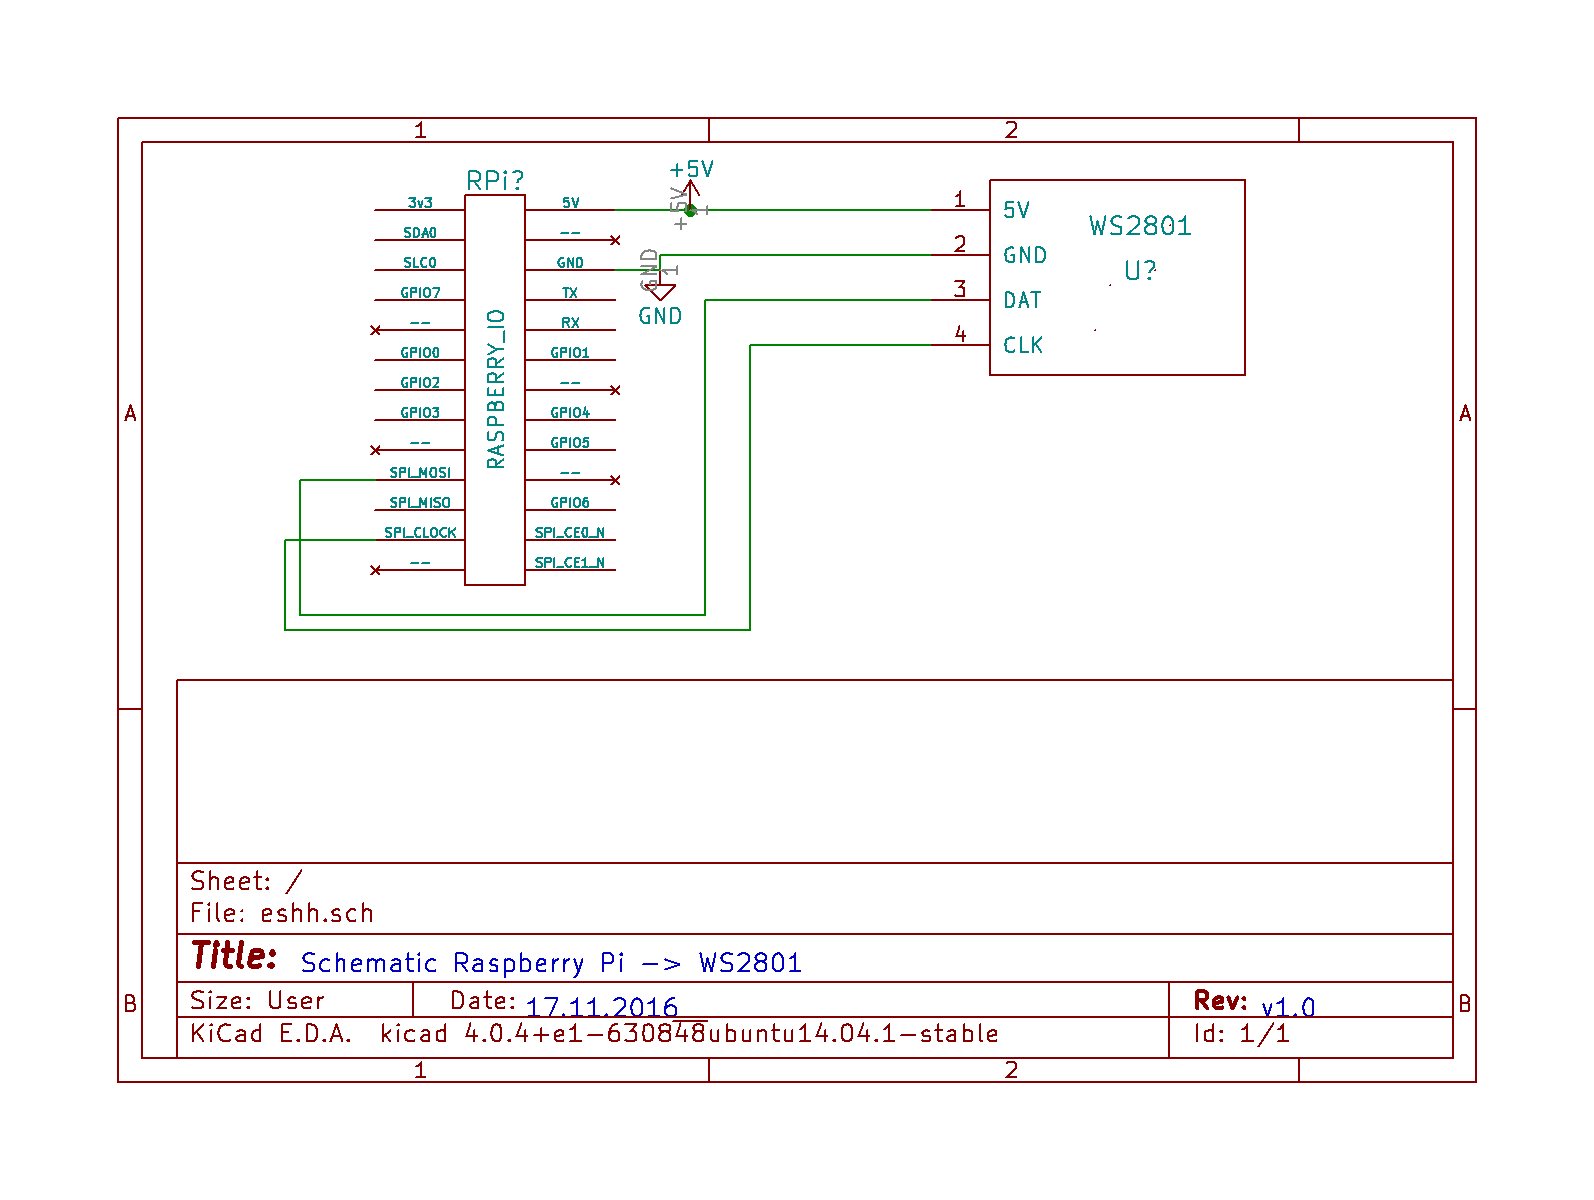 1 2
+5V
RPi?
+5V 1
3v3 5V 1 5V
WS2801
SDA0 --
SLC0 GND GND 1 2 GND
U?
GPIO7 TX 3 DAT
GND
-- RX 4 CLK
GPIO0 GPIO1
GPIO2 --
GPIO3 GPIO4
A A
-- GPIO5
RASPBERRY_IO
SPI_MOSI --
SPI_MISO GPIO6
SPI_CLOCK SPI_CE0_N
-- SPI_CE1_N
Sheet: /
File: eshh.sch
Title: Schematic Raspberry Pi -> WS2801
B B
Size: User Date: 17.11.2016 Rev: v1.0
KiCad E.D.A. kicad 4.0.4+e1-630848ubuntu14.04.1-stable Id: 1/1
1 2